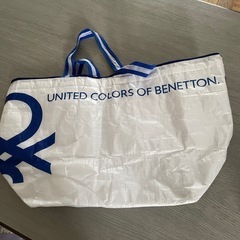 UNITED COLORS OF BENETTON.